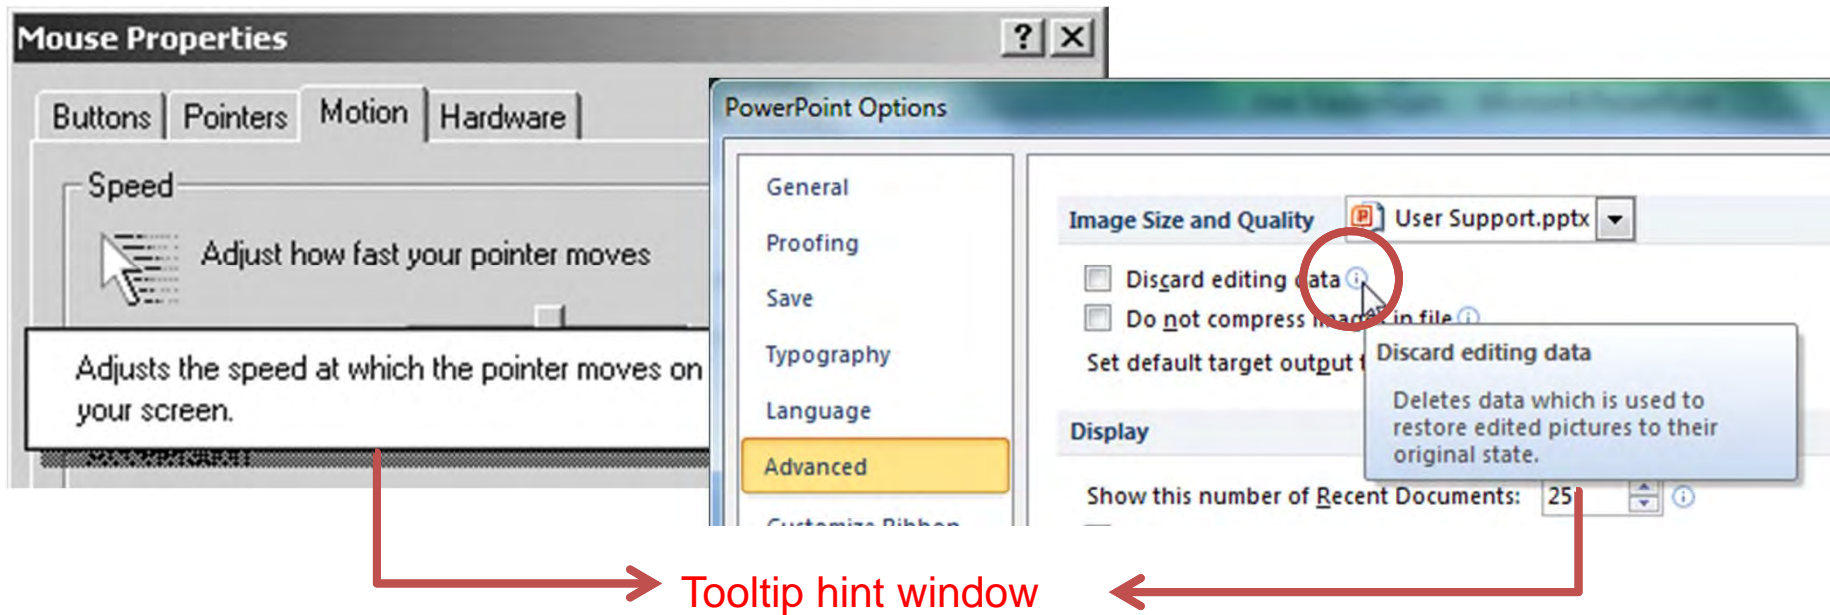 Mouse Properties
Buttons Pointers Motion Hardware
Speed
Adjust how fast your pointer moves
Adjusts the speed at which the pointer moves on
your screen.
PowerPoint Options
General
Proofing
Save
Typography
Language
Advanced
Customize Ribbon
Image Size and Quality User Support.pptx
Discard editing data
Do not compress images in file
Set default target output
Discard editing data
Deletes data which is used to
restore edited pictures to their
original state.
Display
Show this number of Recent Documents: 25
Tooltip hint window